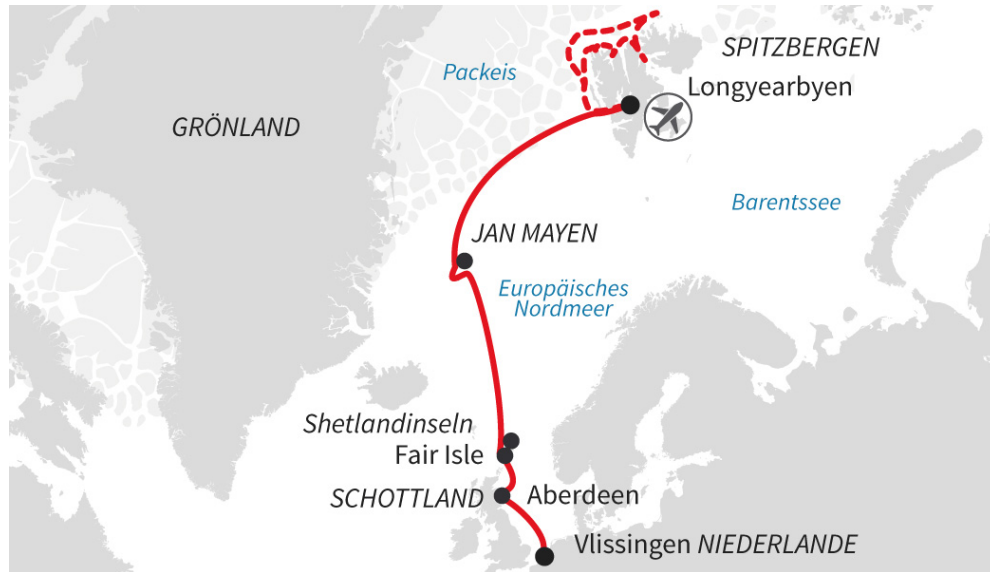 SPITZBERGEN
Packeis
Longyearbyen
GRÖNLAND
Barentssee
JAN MAYEN
Europäisches
Nordmeer
Shetlandinseln
Fair Isle
SCHOTTLAND
Aberdeen
Vlissingen NIEDERLANDE